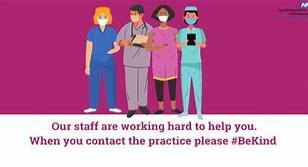 Our staff are working hard to help you.
When you contact the practice please #BeKind